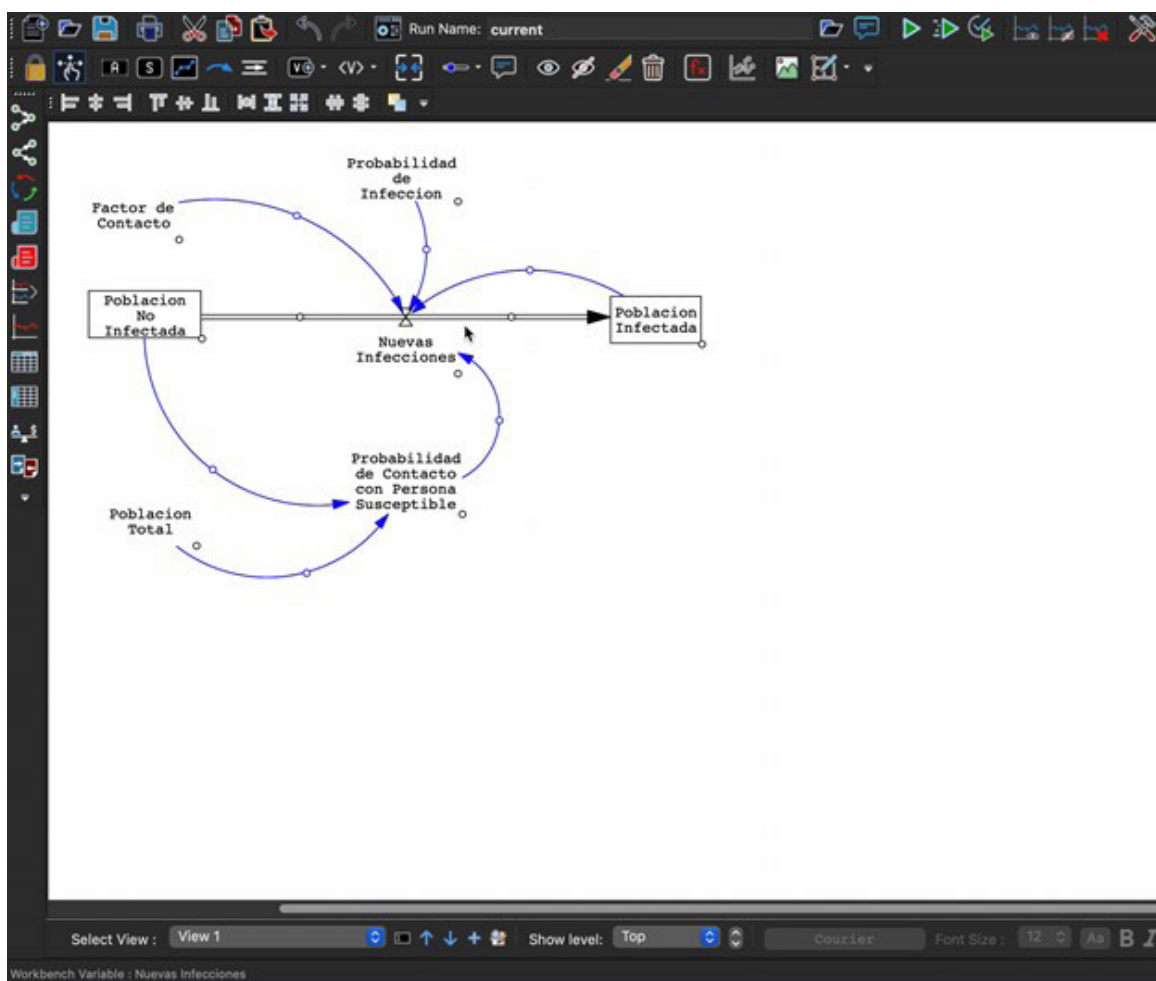 Run Name: current
A
S
Probabilidad
de
Infeccion
Factor de
Contacto
Poblacion
No
Infectada
Poblacion
Infectada
Nuevas
Infecciones
Probabilidad
de Contacto
con Persona
Susceptible
Poblacion
Total
Select View : View 1 Show level: Top Courier Font Size : 12 Aa B I
Workbench Variable : Nuevas Infecciones